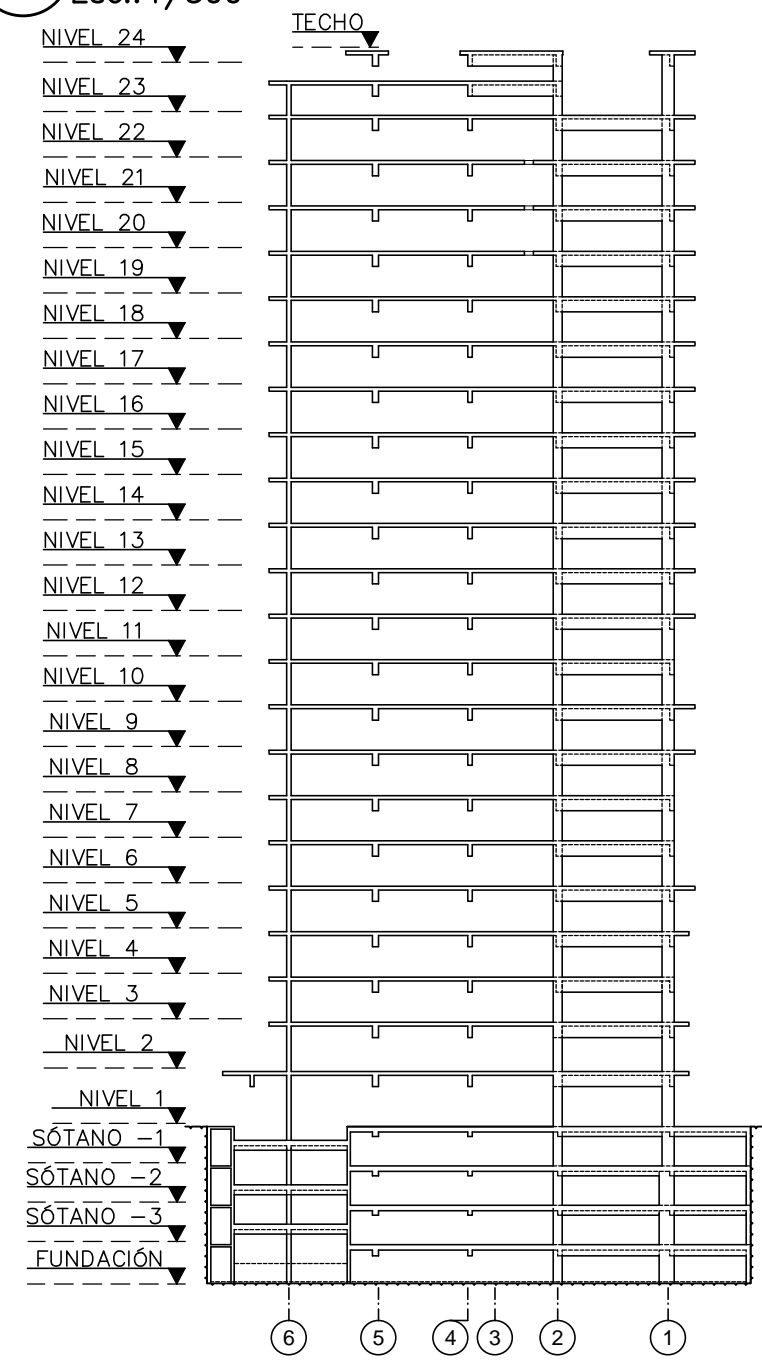 TECHO
NIVEL 24
NIVEL 23
NIVEL 22
NIVEL 21
NIVEL 20
NIVEL 19
NIVEL 18
NIVEL 17
NIVEL 16
NIVEL 15
NIVEL 14
NIVEL 13
NIVEL 12
NIVEL 11
NIVEL 10
NIVEL 9
NIVEL 8
NIVEL 7
NIVEL 6
NIVEL 5
NIVEL 4
NIVEL 3
NIVEL 2
NIVEL 1
SÓTANO -1
SÓTANO -2
SÓTANO -3
FUNDACIÓN
6 5 4 3 2 1